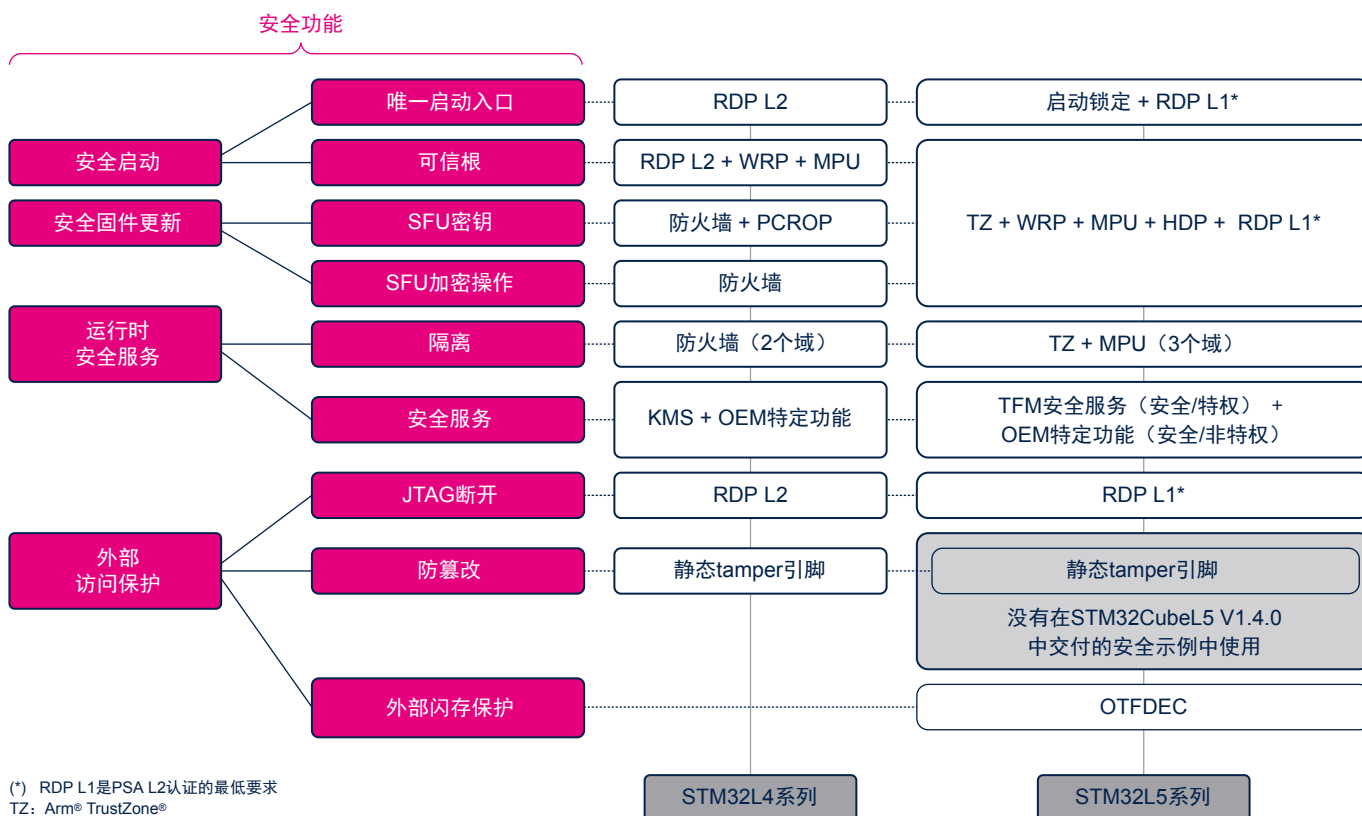 安全功能
唯一启动入口
RDP L2
启动锁定 + RDP L1*
安全启动
可信根
RDP L2 + WRP + MPU
TZ + WRP + MPU + HDP + RDP L1*
安全固件更新
SFU密钥
防火墙 + PCROP
SFU加密操作
防火墙
运行时
安全服务
隔离
防火墙（2个域）
TZ + MPU（3个域）
安全服务
KMS + OEM特定功能
TFM安全服务（安全/特权） +
OEM特定功能（安全/非特权）
JTAG断开
RDP L2
RDP L1*
外部
访问保护
防篡改
静态tamper引脚
静态tamper引脚
没有在STM32CubeL5 V1.4.0
中交付的安全示例中使用
外部闪存保护
OTFDEC
(*) RDP L1是PSA L2认证的最低要求
TZ：Arm® TrustZone®
STM32L4系列
STM32L5系列